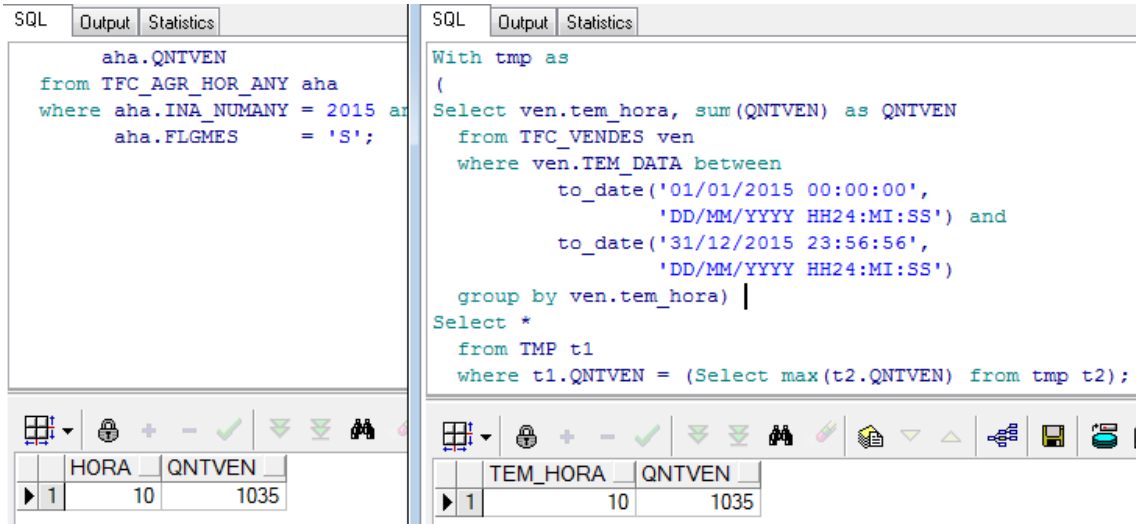 SQL Output Statistics
aha.QNTVEN
from TFC_AGR_HOR_ANY aha
where aha.INA_NUMANY = 2015
aha.FLGMES = 'S';
HORA QNTVEN
1 10 1035
SQL Output Statistics
With tmp as
(
Select ven.tem_hora, sum(QNTVEN) as QNTVEN
from TFC_VENDES ven
where ven.TEM_DATA between
to_date('01/01/2015 00:00:00',
'DD/MM/YYYY HH24:MI:SS') and
to_date('31/12/2015 23:56:56',
'DD/MM/YYYY HH24:MI:SS')
group by ven.tem_hora)
Select *
from TMP t1
where t1.QNTVEN = (Select max(t2.QNTVEN) from tmp t2);
TEM_HORA QNTVEN
1 10 1035